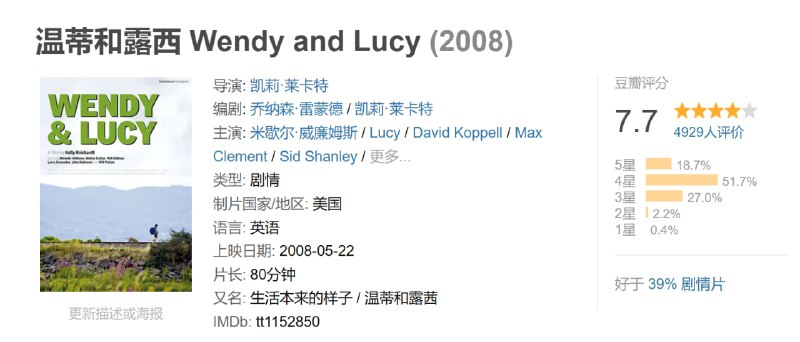 温蒂和露西 Wendy and Lucy (2008)
WENDY
& LUCY
A film by Kelly Reichardt
导演: 凯莉·莱卡特
编剧: 乔纳森·雷蒙德 / 凯莉·莱卡特
主演: 米歇尔·威廉姆斯 / Lucy / David Koppell / Max
Clement / Sid Shanley / 更多...
类型: 剧情
制片国家/地区: 美国
语言: 英语
上映日期: 2008-05-22
片长: 80分钟
又名: 生活本来的样子 / 温蒂和露茜
IMDb: tt1152850
更新描述或海报
豆瓣评分
7.7
4929人评价
5星 18.7%
4星 51.7%
3星 27.0%
2星 2.2%
1星 0.4%
好于 39% 剧情片